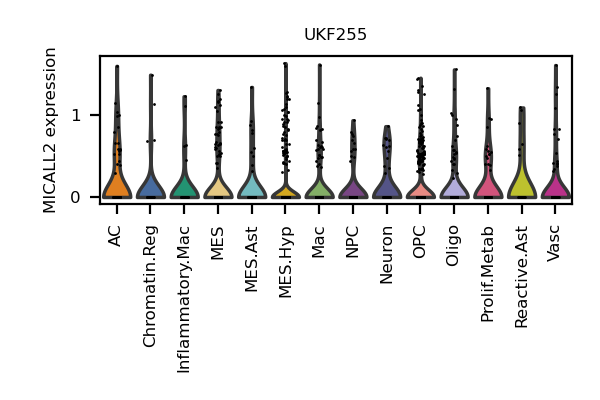 UKF255
MICALL2 expression
1
0
AC
Chromatin.Reg
Inflammatory.Mac
MES
MES.Ast
MES.Hyp
Mac
NPC
Neuron
OPC
Oligo
Prolif.Metab
Reactive.Ast
Vasc